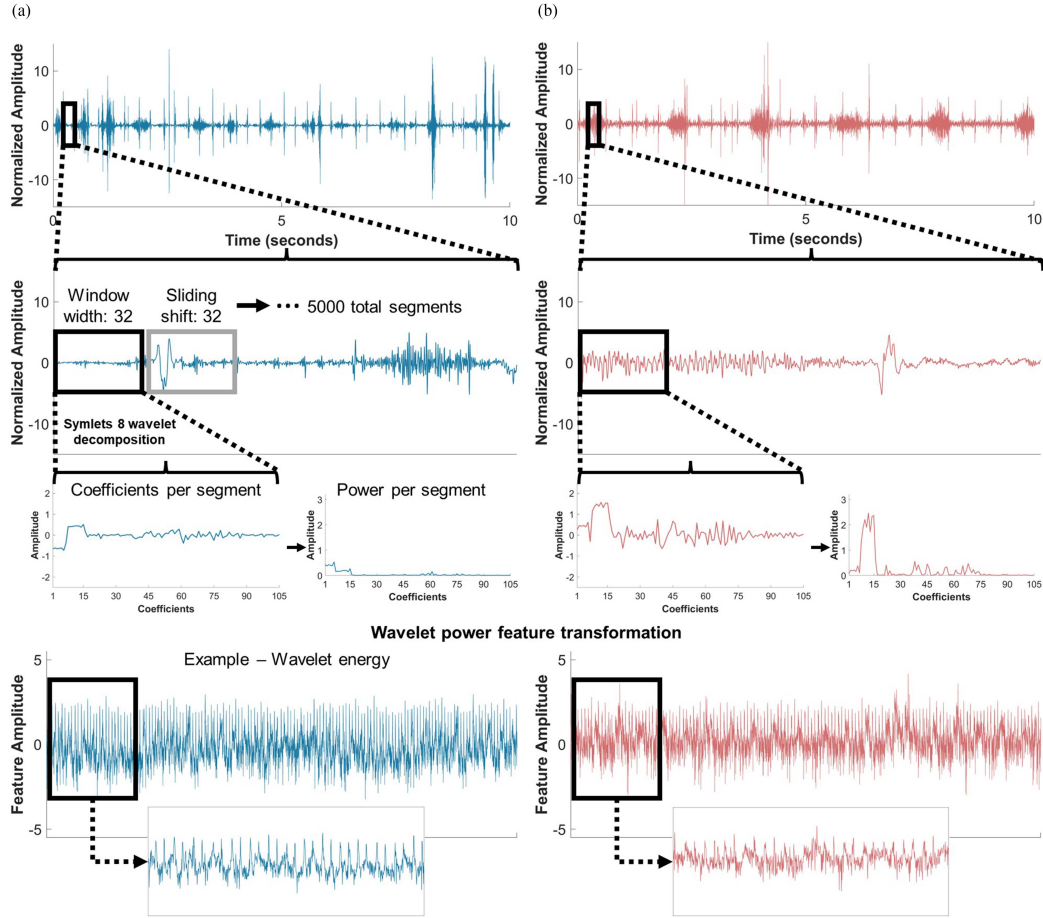 (a)
(b)
Normalized Amplitude
10
0
-10
0
5
10
Time (seconds)
Normalized Amplitude
10
0
-10
0
5
10
Time (seconds)
Normalized Amplitude
10
0
-10
Window
width: 32
Sliding
shift: 32
5000 total segments
Symlets 8 wavelet
decomposition
Normalized Amplitude
10
0
-10
Coefficients per segment
Amplitude
2
1
0
-1
-2
1
15
30
45
60
75
90
105
Coefficients
Power per segment
Amplitude
3
2
1
0
1
15
30
45
60
75
90
105
Coefficients
Amplitude
2
1
0
-1
-2
1
15
30
45
60
75
90
105
Coefficients
Amplitude
3
2
1
0
1
15
30
45
60
75
90
105
Coefficients
Wavelet power feature transformation
Example – Wavelet energy
Feature Amplitude
5
0
-5
Feature Amplitude
5
0
-5